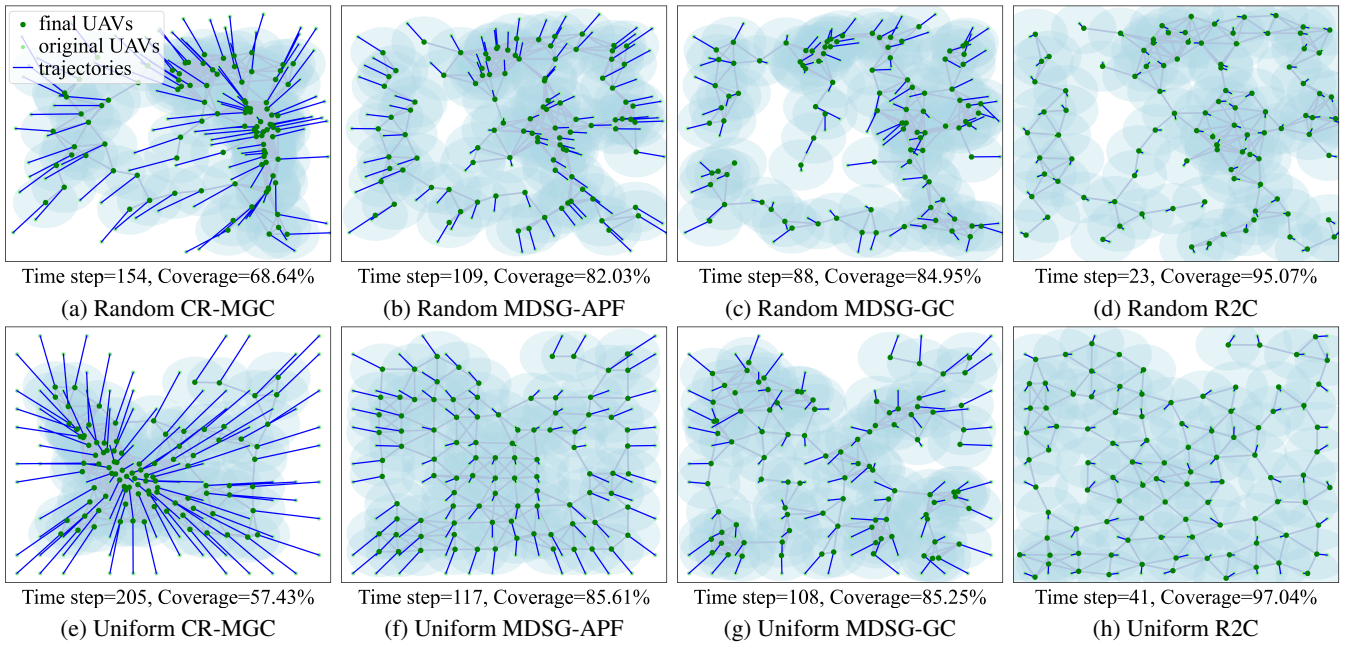 final UAVs
original UAVs
trajectories
Time step=154, Coverage=68.64%
Time step=109, Coverage=82.03%
Time step=88, Coverage=84.95%
Time step=23, Coverage=95.07%
(a) Random CR-MGC
(b) Random MDSG-APF
(c) Random MDSG-GC
(d) Random R2C
Time step=205, Coverage=57.43%
Time step=117, Coverage=85.61%
Time step=108, Coverage=85.25%
Time step=41, Coverage=97.04%
(e) Uniform CR-MGC
(f) Uniform MDSG-APF
(g) Uniform MDSG-GC
(h) Uniform R2C